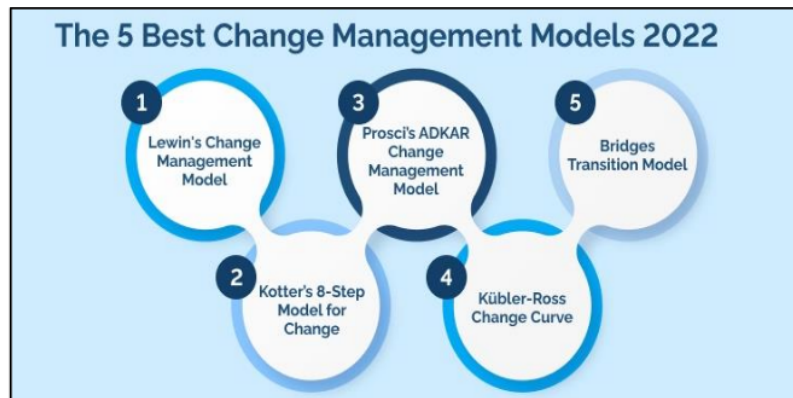 The 5 Best Change Management Models 2022
1
Lewin's Change
Management
Model
2
Kotter's 8-Step
Model for
Change
3
Prosci's ADKAR
Change
Management
Model
4
Kübler-Ross
Change Curve
5
Bridges
Transition Model